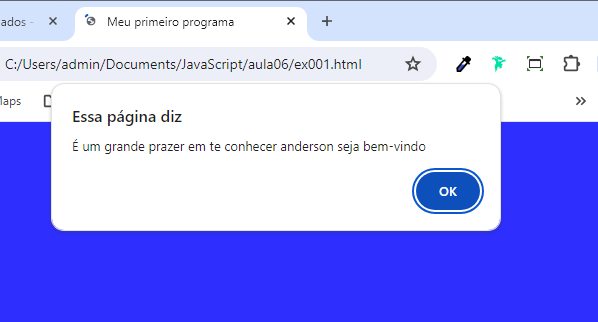 ados -
Meu primeiro programa
C:/Users/admin/Documents/JavaScript/aula06/ex001.html
Maps
Essa página diz
É um grande prazer em te conhecer anderson seja bem-vindo
OK